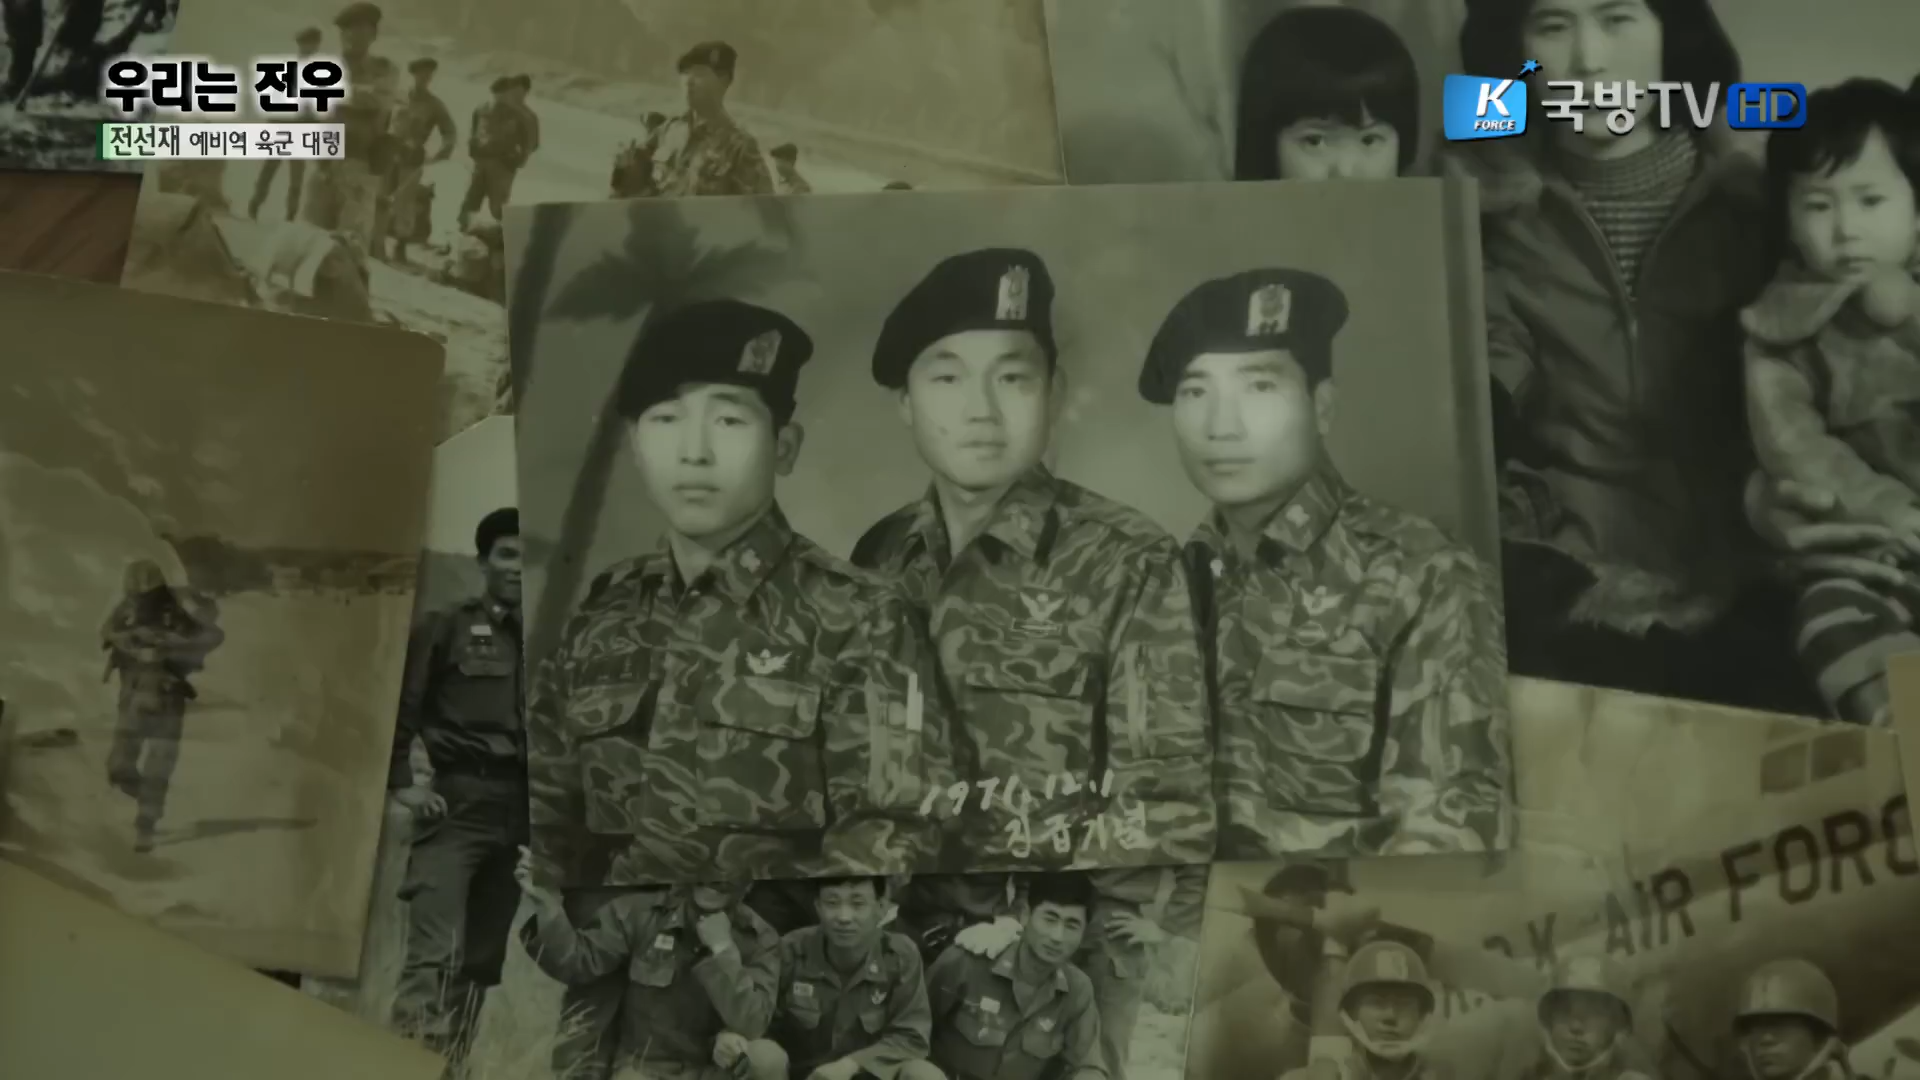 우리는 전우
전선재 예비역 육군 대령
K FORCE 국방TV HD
1971.12.1
진급기념
AIR FORC